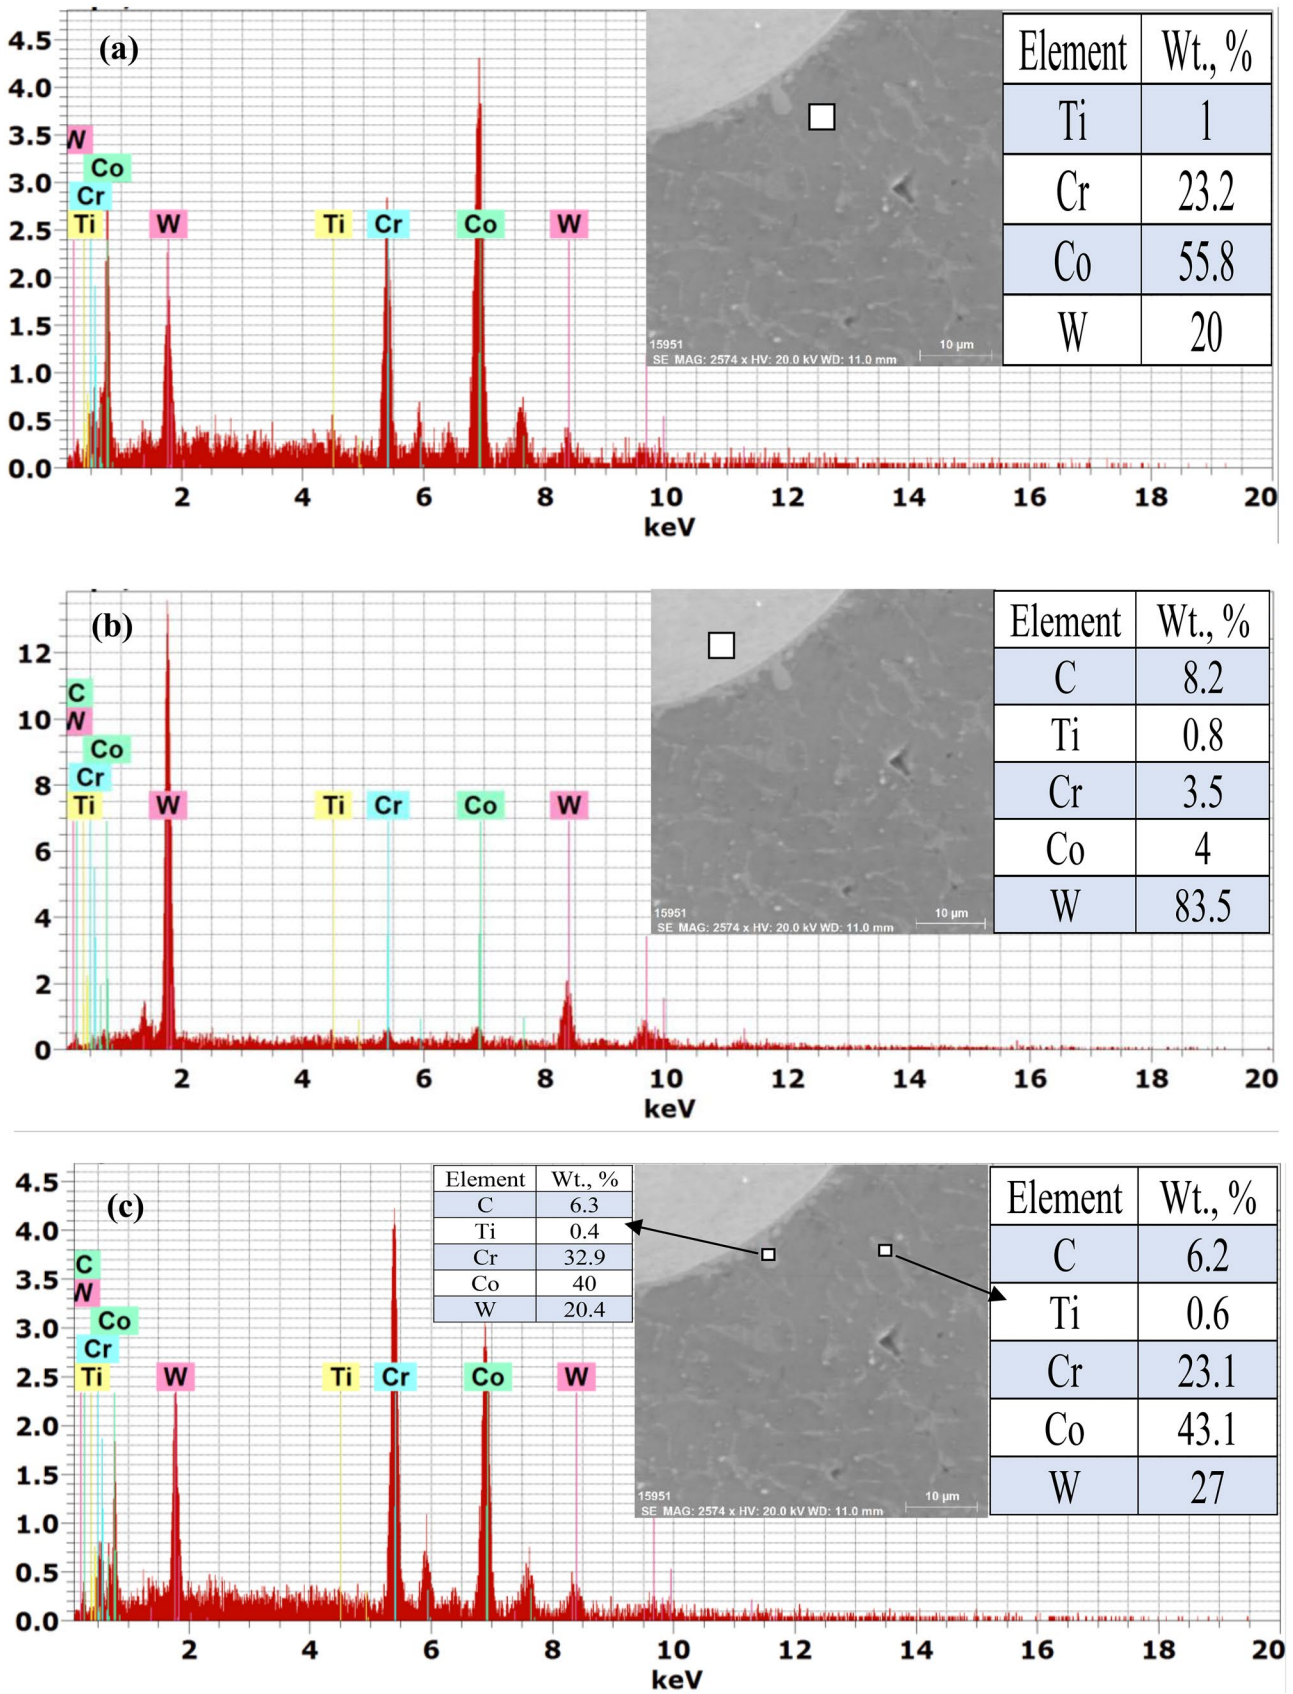 (a)
4.5
4.0
3.5
3.0
2.5
2.0
1.5
1.0
0.5
0.0
W
Co
Cr
Ti W Ti Cr Co W
2 4 6 8 10 12 14 16 18 20
keV
15951
10 µm
SE MAG: 2574 x HV: 20.0 kV WD: 11.0 mm
Element Wt., %
Ti 1
Cr 23.2
Co 55.8
W 20
(b)
12
10
8
6
4
2
0
C
W
Co
Cr
Ti W Ti Cr Co W
2 4 6 8 10 12 14 16 18 20
keV
15951
10 µm
SE MAG: 2574 x HV: 20.0 kV WD: 11.0 mm
Element Wt., %
C 8.2
Ti 0.8
Cr 3.5
Co 4
W 83.5
(c)
4.5
4.0
3.5
3.0
2.5
2.0
1.5
1.0
0.5
0.0
C
W
Co
Cr
Ti W Ti Cr Co W
2 4 6 8 10 12 14 16 18 20
keV
Element Wt., %
C 6.3
Ti 0.4
Cr 32.9
Co 40
W 20.4
15951
10 µm
SE MAG: 2574 x HV: 20.0 kV WD: 11.0 mm
Element Wt., %
C 6.2
Ti 0.6
Cr 23.1
Co 43.1
W 27